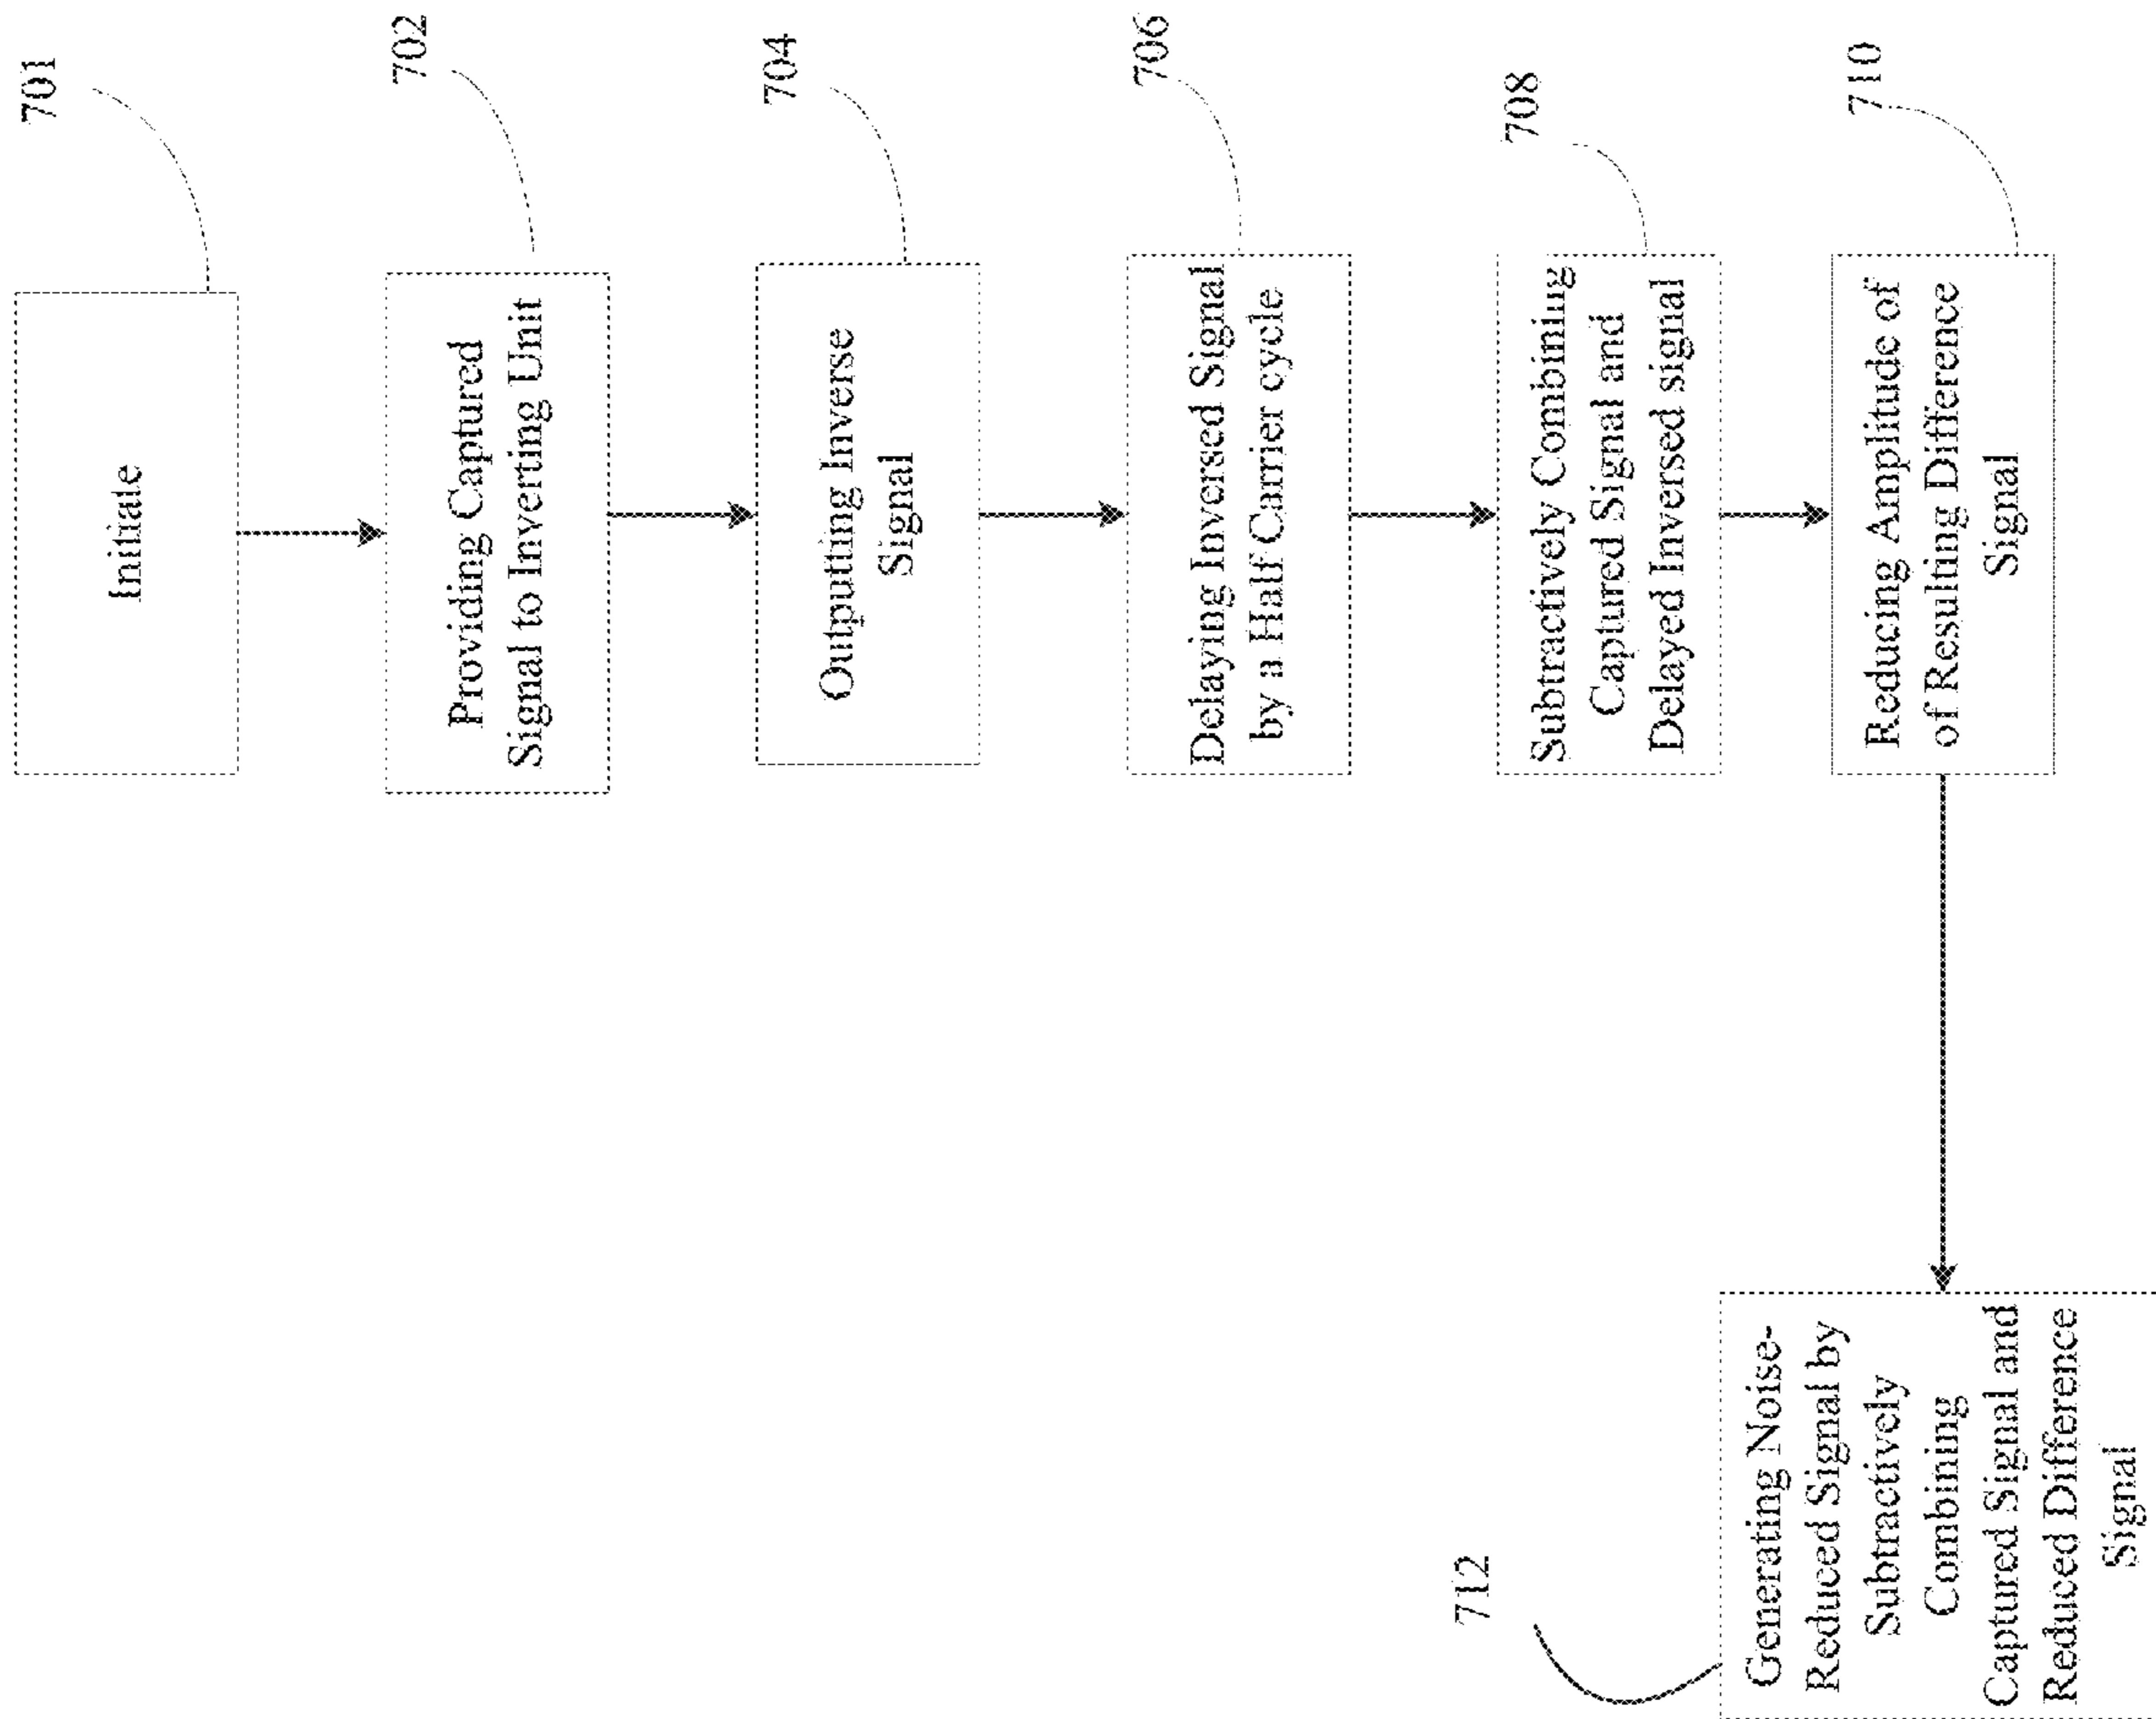 701
Initiate
702
Providing Captured
Signal to Inverting Unit
704
Outputting Inverse
Signal
706
Delaying Inversed Signal
by a Half Carrier cycle
708
Subtractively Combining
Captured Signal and
Delayed Inversed signal
710
Reducing Amplitude of
of Resulting Difference
Signal
712
Generating Noise-
Reduced Signal by
Subtractively
Combining
Captured Signal and
Reduced Difference
Signal